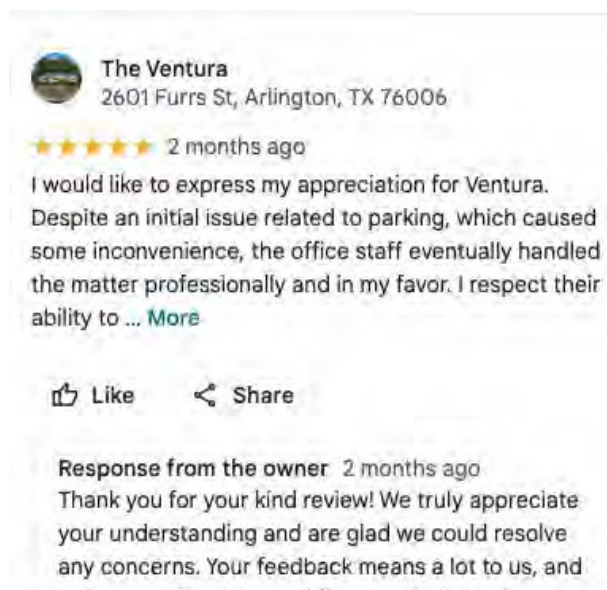 The Ventura
2601 Furrs St, Arlington, TX 76006
2 months ago
I would like to express my appreciation for Ventura.
Despite an initial issue related to parking, which caused
some inconvenience, the office staff eventually handled
the matter professionally and in my favor. I respect their
ability to ... More
Like Share
Response from the owner 2 months ago
Thank you for your kind review! We truly appreciate
your understanding and are glad we could resolve
any concerns. Your feedback means a lot to us, and